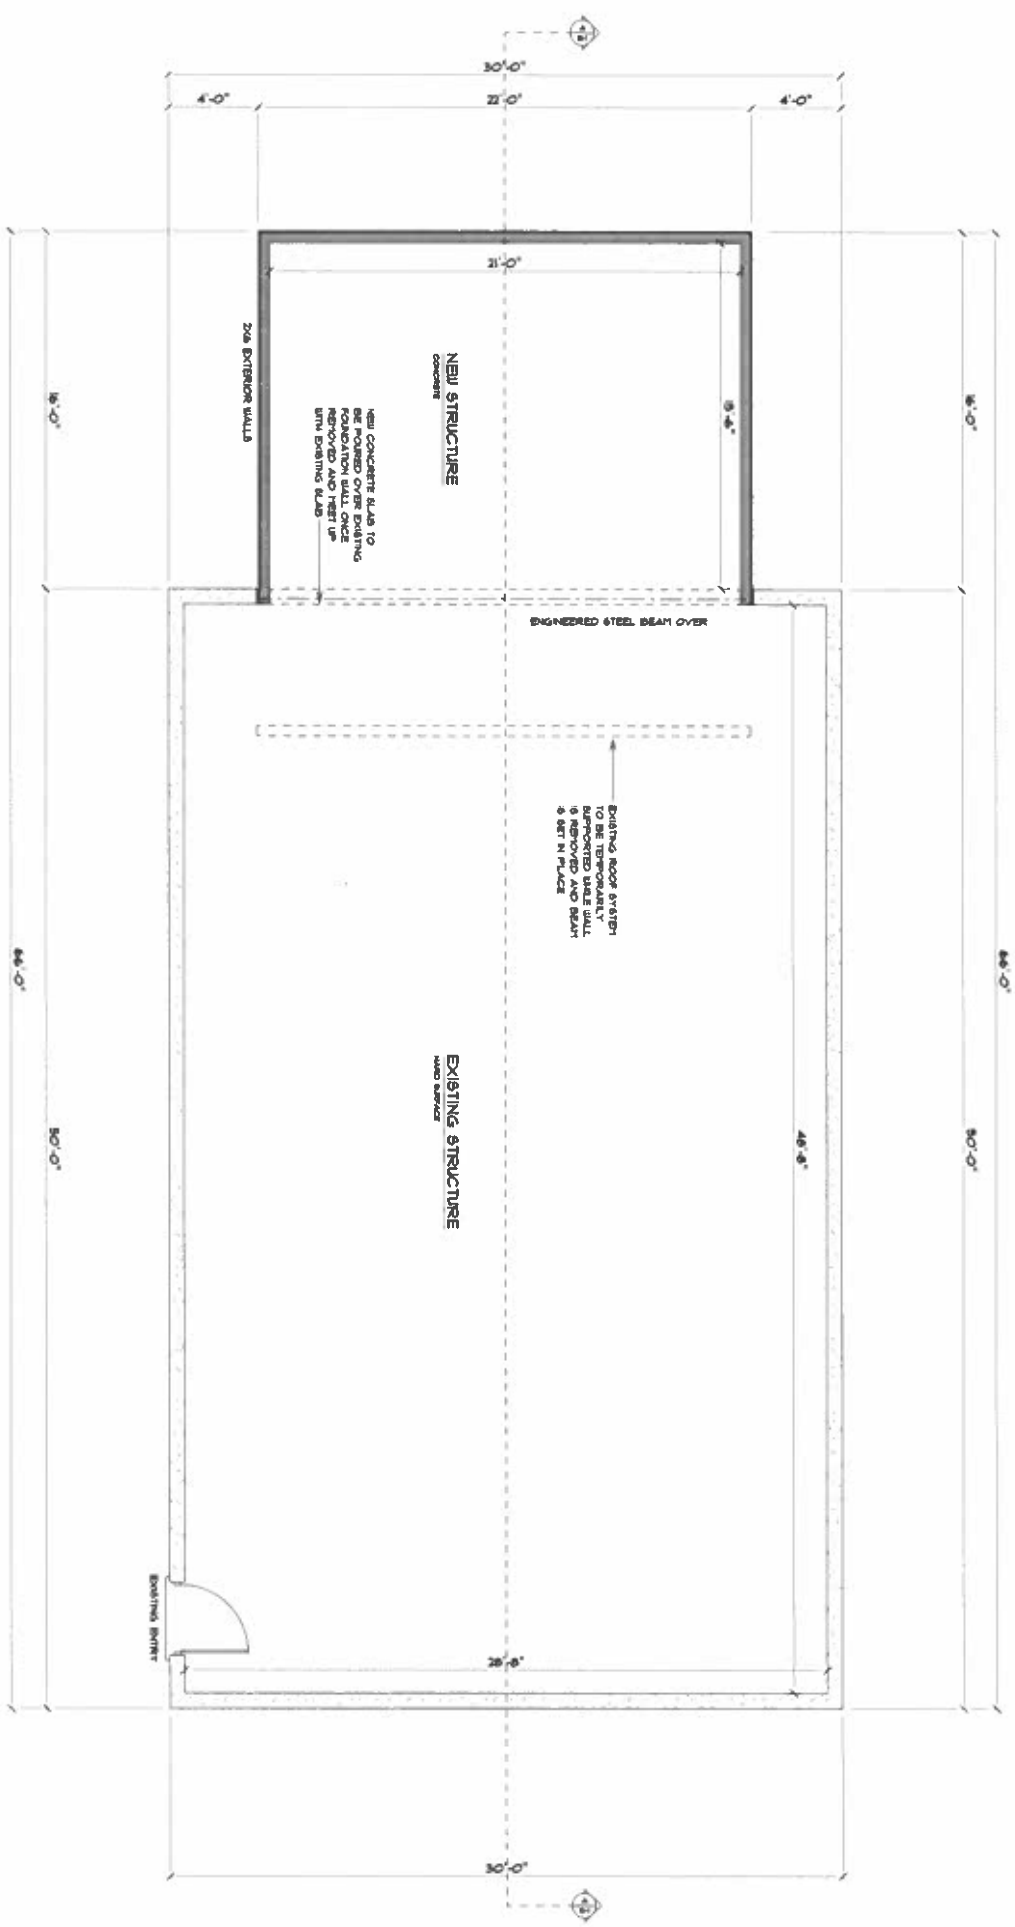 30'-0"
4'-0"
22'-0"
4'-0"
21'-0"
15'-6"
16'-0"
16'-0"
2X6 EXTERIOR WALLS
NEW STRUCTURE
CONCRETE
NEW CONCRETE SLAB TO
BE POURED OVER EXISTING
FOUNDATION WALL ONCE
REMOVED AND MEET UP
WITH EXISTING SLAB
ENGINEERED STEEL BEAM OVER
EXISTING ROOF SYSTEM
TO BE TEMPORARILY
SUPPORTED WHILE WALL
IS REMOVED AND BEAM
IS SET IN PLACE
66'-0"
66'-0"
EXISTING STRUCTURE
HARD SURFACE
50'-0"
48'-8"
50'-0"
EXISTING ENTRY
28'-8"
30'-0"